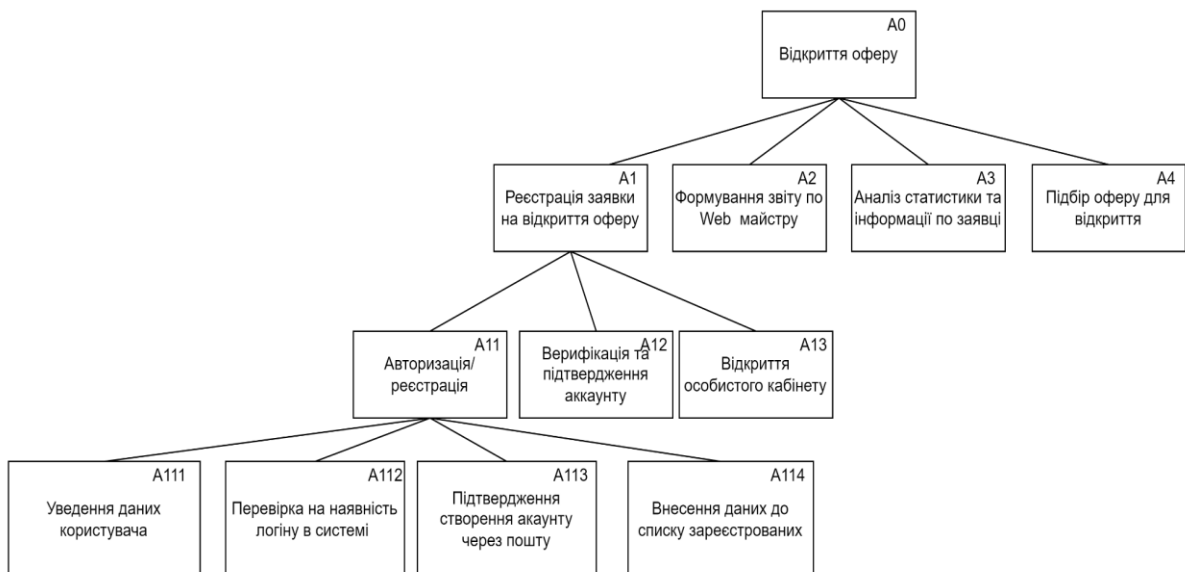 A0
Відкриття оферу
A1
Реєстрація заявки
на відкриття оферу
A2
Формування звіту по
Web майстру
A3
Аналіз статистики та
інформації по заявці
A4
Підбір оферу для
відкриття
A11
Авторизація/
реєстрація
A12
Верифікація та
підтвердження
аккаунту
A13
Відкриття
особистого кабінету
A111
Уведення даних
користувача
A112
Перевірка на наявність
логіну в системі
A113
Підтвердження
створення акаунту
через пошту
A114
Внесення даних до
списку зареєстрованих